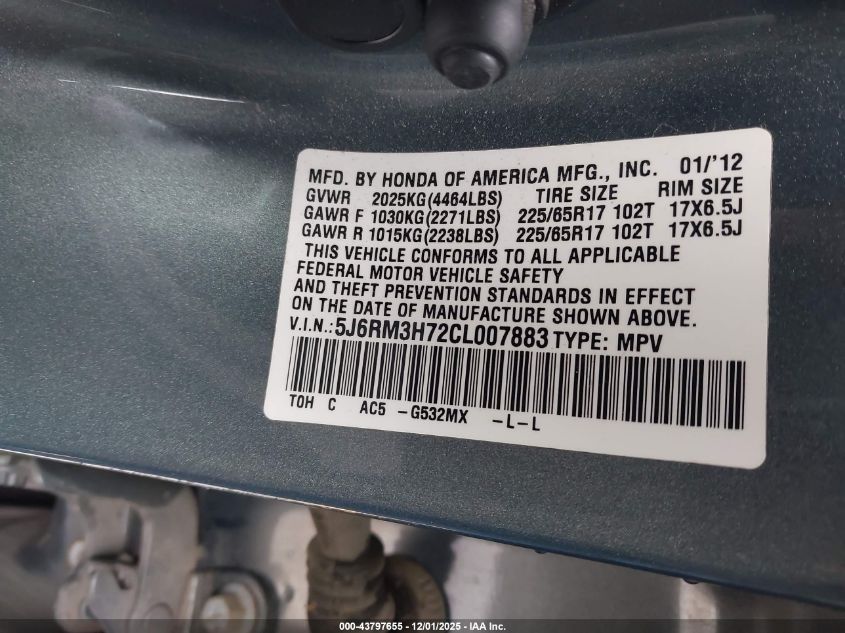 MFD. BY HONDA OF AMERICA MFG., INC. 01/'12
GVWR 2025KG(4464LBS) TIRE SIZE RIM SIZE
GAWR F 1030KG(2271LBS) 225/65R17 102T 17X6.5J
GAWR R 1015KG(2238LBS) 225/65R17 102T 17X6.5J
THIS VEHICLE CONFORMS TO ALL APPLICABLE
FEDERAL MOTOR VEHICLE SAFETY
AND THEFT PREVENTION STANDARDS IN EFFECT
ON THE DATE OF MANUFACTURE SHOWN ABOVE.
V.I.N.:5J6RM3H72CL007883 TYPE: MPV
TOH C AC5 -G532MX -L-L
000-43797655 - 12/01/2025 - IAA Inc.